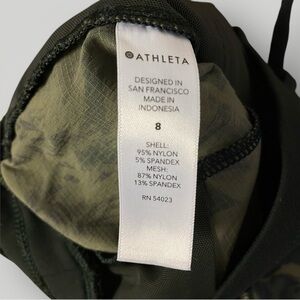 ATHLETA
DESIGNED IN
SAN FRANCISCO
MADE IN
INDONESIA
8
SHELL:
95% NYLON
5% SPANDEX
MESH:
87% NYLON
13% SPANDEX
RN 54023